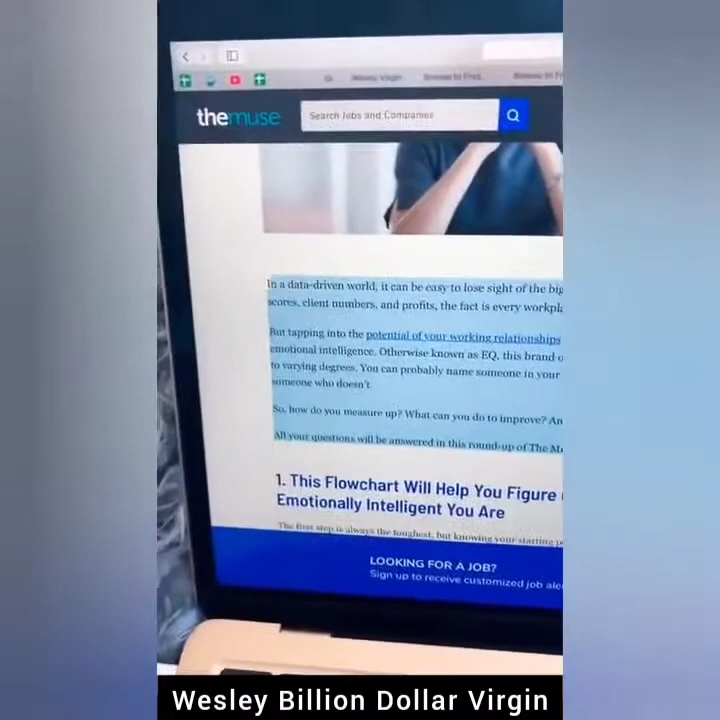 Wesley Virgin
themuse
Search Jobs and Companies
In a data-driven world, it can be easy to lose sight of the big
scores, client numbers, and profits, the fact is every workpla
But tapping into the potential of your working relationships
emotional intelligence. Otherwise known as EQ, this brand o
to varying degrees. You can probably name someone in your
someone who doesn't
So, how do you measure up? What can you do to improve? An
All your questions will be answered in this round-up of The M
1. This Flowchart Will Help You Figure
Emotionally Intelligent You Are
The first step is always the toughest, but knowing your starting
LOOKING FOR A JOB?
Sign up to receive customized job ale
Wesley Billion Dollar Virgin